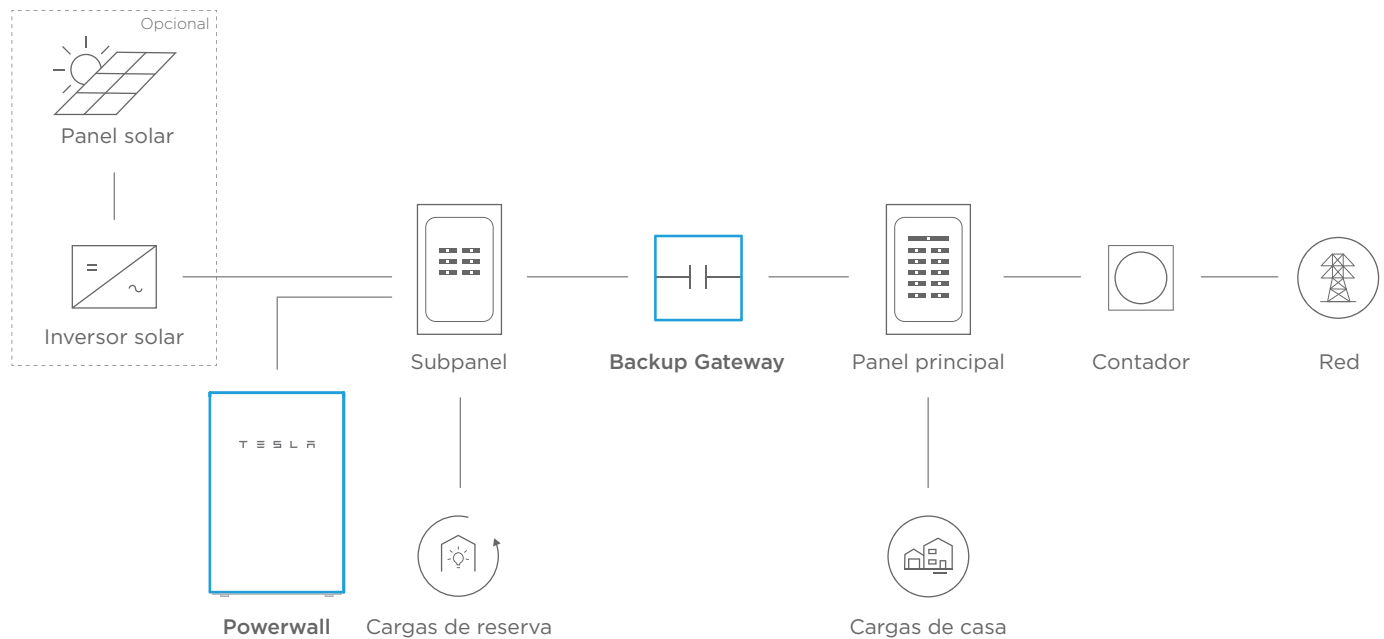 Opcional
Panel solar
Inversor solar
Subpanel
Backup Gateway
Panel principal
Contador
Red
TESLA
Powerwall
Cargas de reserva
Cargas de casa